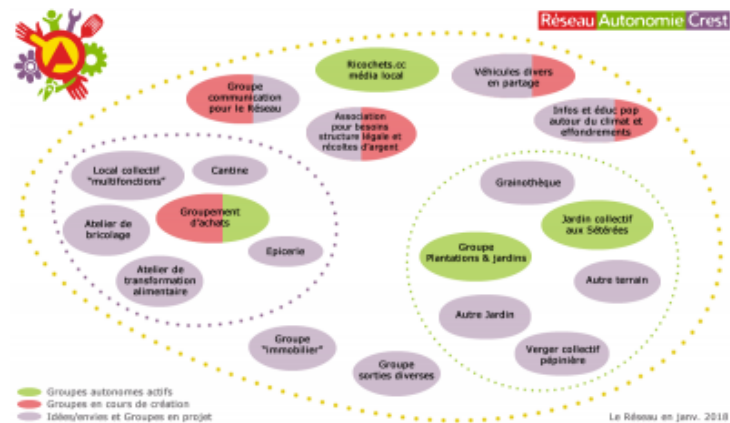 Réseau Autonomie Crest
Ricochets.cc
média local
Véhicules divers
en partage
Groupe
communication
pour le Réseau
Infos et éduc pop
autour du climat et
effondrements
Association
pour besoins
structure légale et
récoltes d'argent
Local collectif
"multifonctions"
Cantine
Grainothèque
Groupement
d'achats
Jardin collectif
aux Sétérées
Atelier de
bricolage
Epicerie
Groupe
Plantations & jardins
Atelier de
transformation
alimentaire
Autre terrain
Autre Jardin
Groupe
"immobilier"
Verger collectif
pépinière
Groupe
sorties diverses
Groupes autonomes actifs
Groupes en cours de création
Idées/envies et Groupes en projet
Le Réseau en janv. 2018